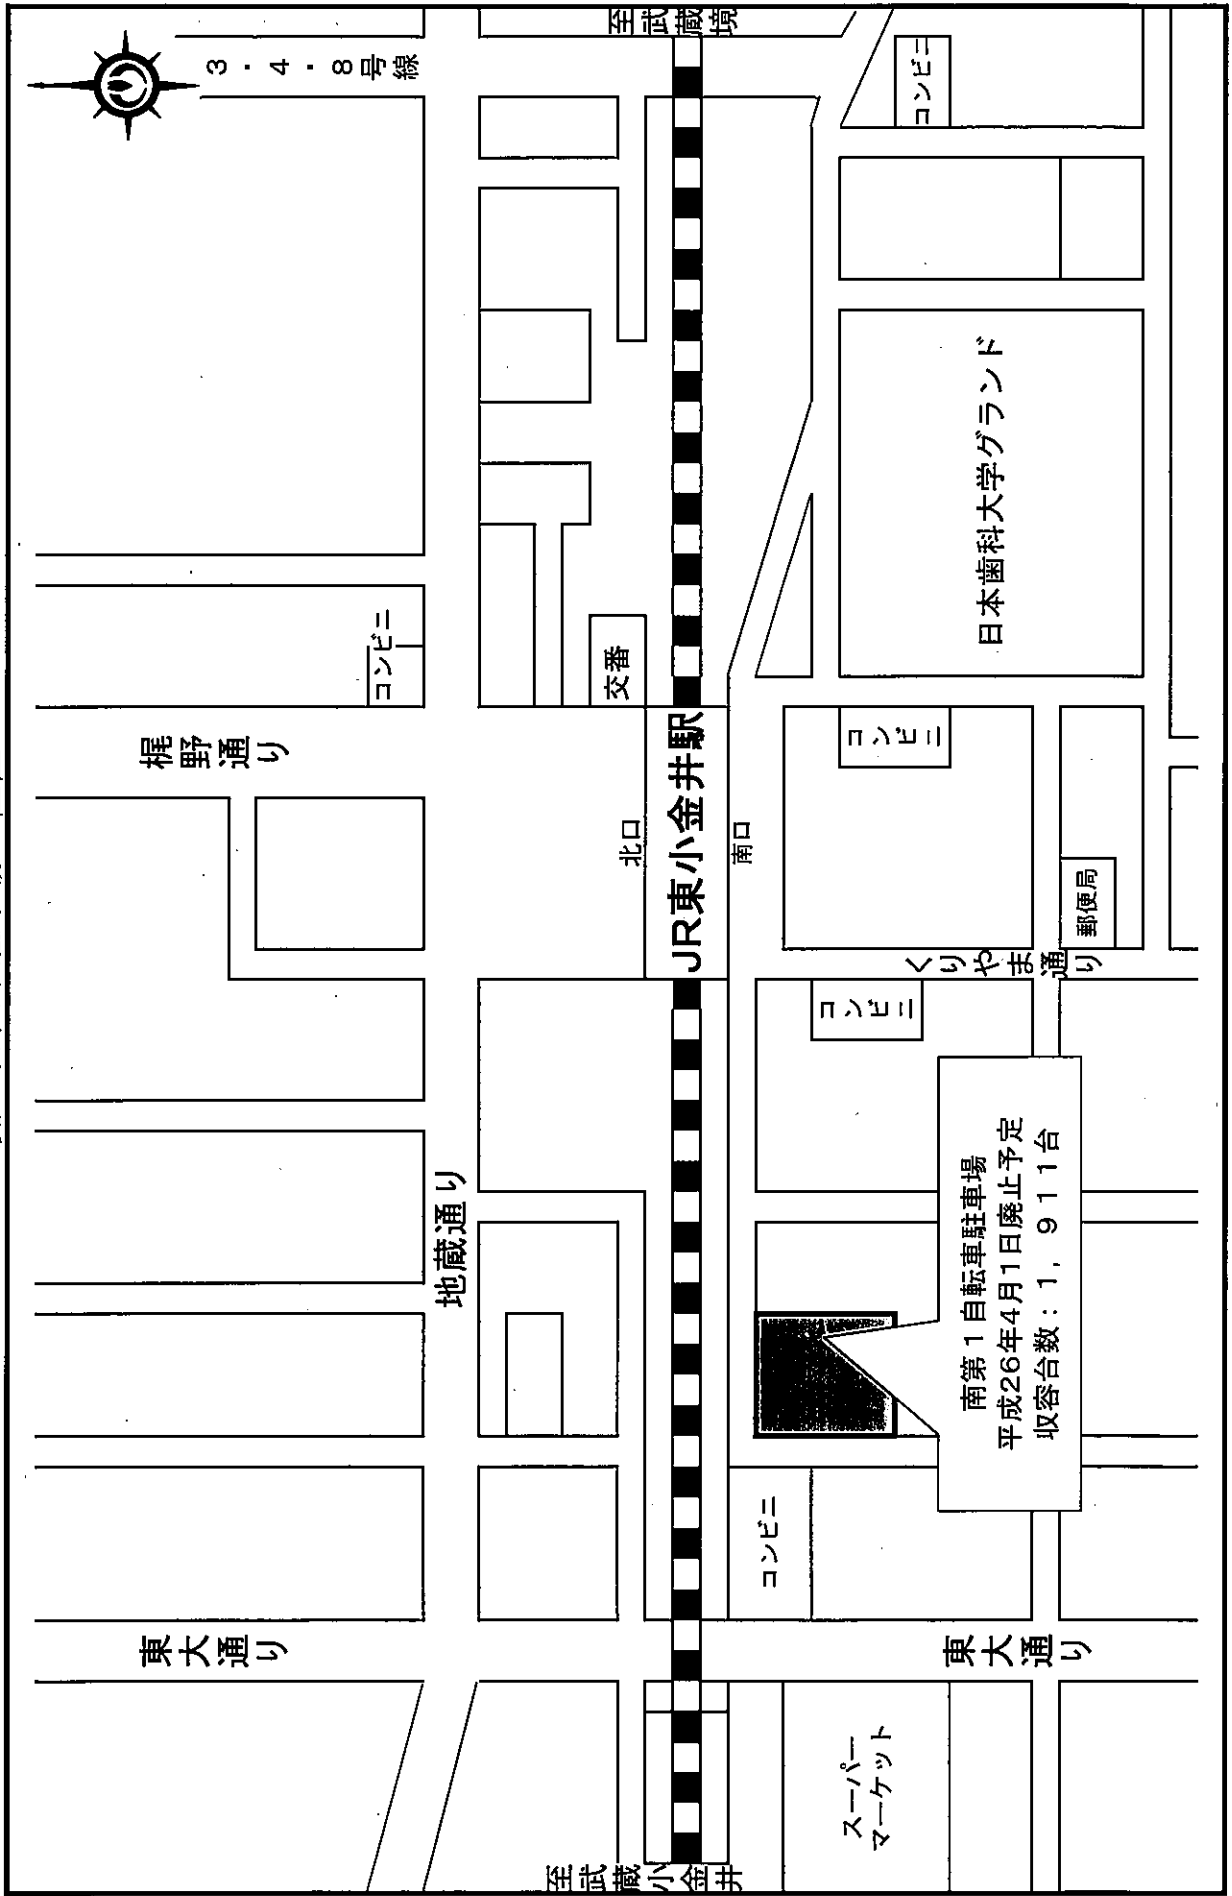 東大通り
梶野通り
3・4・8号線
コンビニ
地蔵通り
至武蔵小金井
北口
交番
至武蔵境
JR東小金井駅
南口
コンビニ
コンビニ
コンビニ
コンビニ
スーパー
マーケット
東大通り
くりやま通り
日本歯科大学グランド
郵便局
南第1自転車駐車場
平成26年4月1日廃止予定
収容台数：1,911台